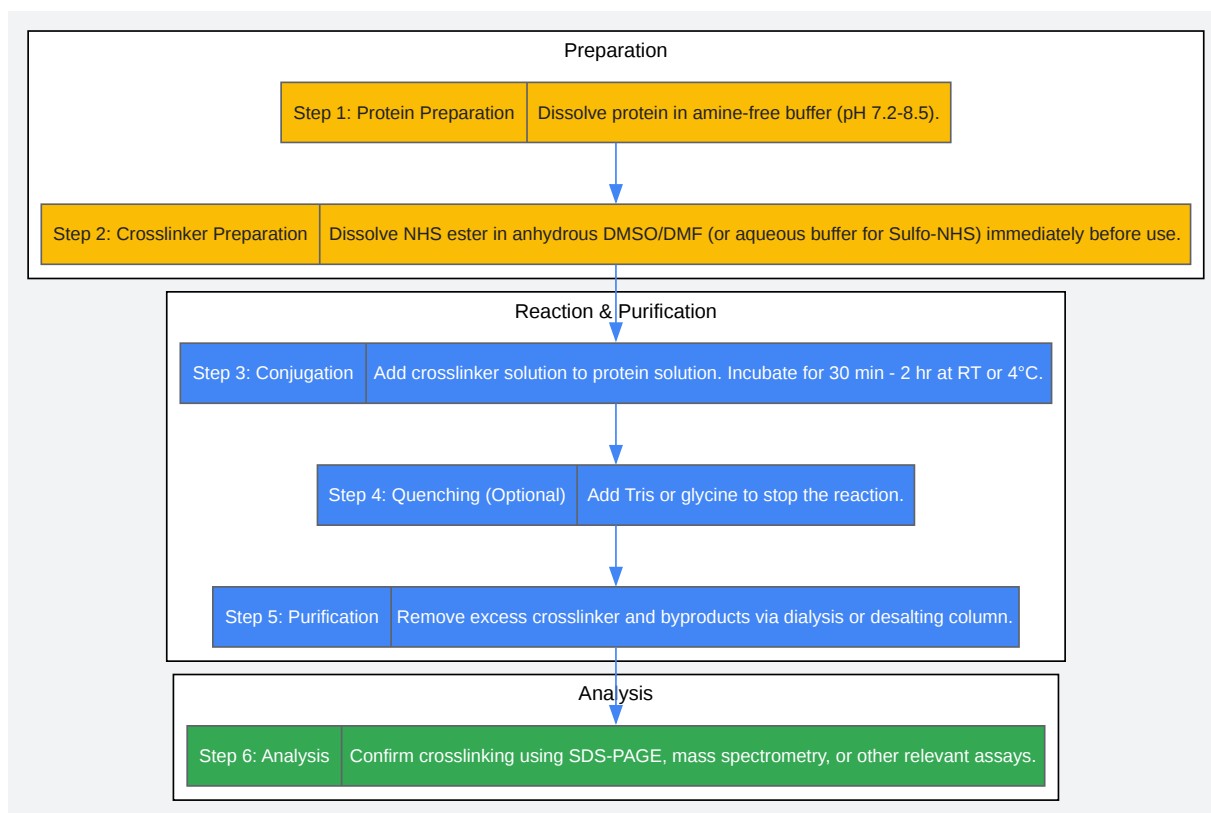 Preparation
Step 1: Protein Preparation
Dissolve protein in amine-free buffer (pH 7.2-8.5).
Step 2: Crosslinker Preparation
Dissolve NHS ester in anhydrous DMSO/DMF (or aqueous buffer for Sulfo-NHS) immediately before use.
Reaction & Purification
Step 3: Conjugation
Add crosslinker solution to protein solution. Incubate for 30 min - 2 hr at RT or 4°C.
Step 4: Quenching (Optional)
Add Tris or glycine to stop the reaction.
Step 5: Purification
Remove excess crosslinker and byproducts via dialysis or desalting column.
Analysis
Step 6: Analysis
Confirm crosslinking using SDS-PAGE, mass spectrometry, or other relevant assays.